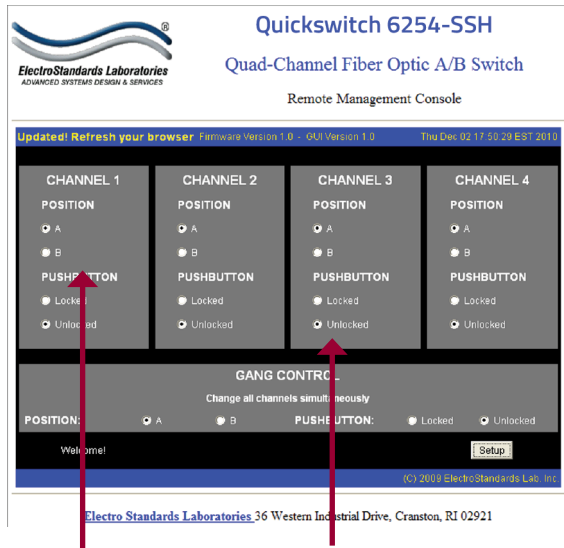 ®
ElectroStandards Laboratories
ADVANCED SYSTEMS DESIGN & SERVICES
Quickswitch 6254-SSH
Quad-Channel Fiber Optic A/B Switch
Remote Management Console
Updated! Refresh your browser Firmware Version 1.0 - GUI Version 1.0 Thu Dec 02 17:50:29 EST 2010
CHANNEL 1 CHANNEL 2 CHANNEL 3 CHANNEL 4
POSITION POSITION POSITION POSITION
A A A A
B B B B
PUSHBUTTON PUSHBUTTON PUSHBUTTON PUSHBUTTON
Locked Locked Locked Locked
Unlocked Unlocked Unlocked Unlocked
GANG CONTROL
Change all channels simultaneously
POSITION: A B PUSHBUTTON: Locked Unlocked
Welcome! Setup
(C) 2009 ElectroStandards Lab. Inc.
Electro Standards Laboratories 36 Western Industrial Drive, Cranston, RI 02921